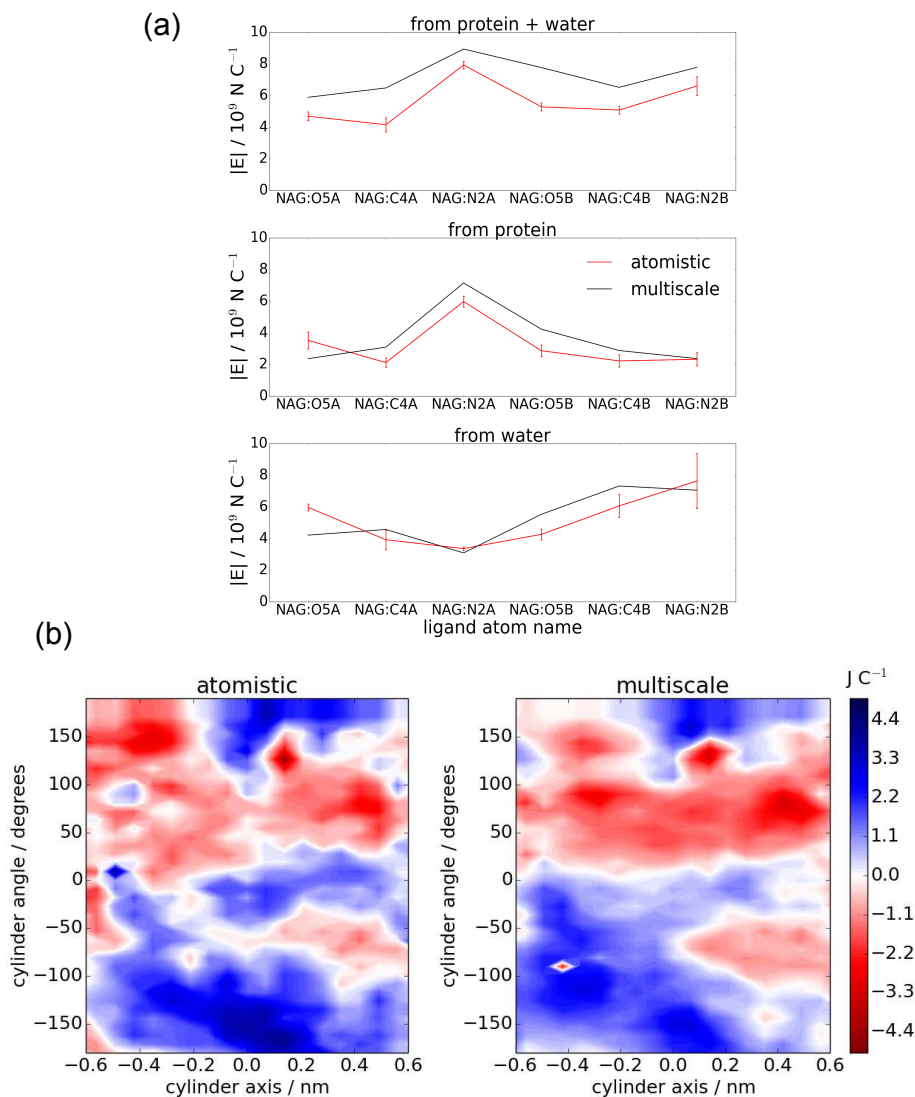 (a)
from protein + water
|E| / 10⁹ N C⁻¹
10
8
6
4
2
0
NAG:O5A NAG:C4A NAG:N2A NAG:O5B NAG:C4B NAG:N2B
from protein
|E| / 10⁹ N C⁻¹
10
8
6
4
2
0
atomistic
multiscale
NAG:O5A NAG:C4A NAG:N2A NAG:O5B NAG:C4B NAG:N2B
from water
|E| / 10⁹ N C⁻¹
10
8
6
4
2
0
NAG:O5A NAG:C4A NAG:N2A NAG:O5B NAG:C4B NAG:N2B
ligand atom name
(b)
atomistic
cylinder angle / degrees
150
100
50
0
−50
−100
−150
−0.6 −0.4 −0.2 0.0 0.2 0.4 0.6
cylinder axis / nm
multiscale
cylinder angle / degrees
150
100
50
0
−50
−100
−150
−0.6 −0.4 −0.2 0.0 0.2 0.4 0.6
cylinder axis / nm
J C⁻¹
4.4
3.3
2.2
1.1
0.0
−1.1
−2.2
−3.3
−4.4